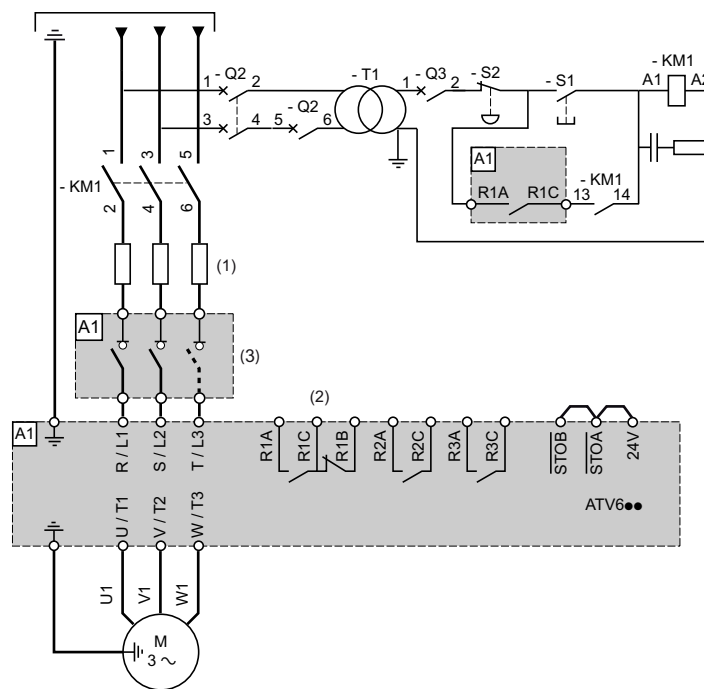 - Q2
1
2
3
4
- Q2
5
6
- T1
1
- Q3
2
- S2
- S1
- KM1
A1
A2
A1
R1A
R1C
- KM1
13
14
1
3
5
- KM1
2
4
6
(1)
A1
(3)
(2)
A1
R / L1
S / L2
T / L3
R1A
R1C
R1B
R2A
R2C
R3A
R3C
STOB
STOA
24V
U / T1
V / T2
W / T3
ATV6●●
U1
V1
W1
M
3 ~